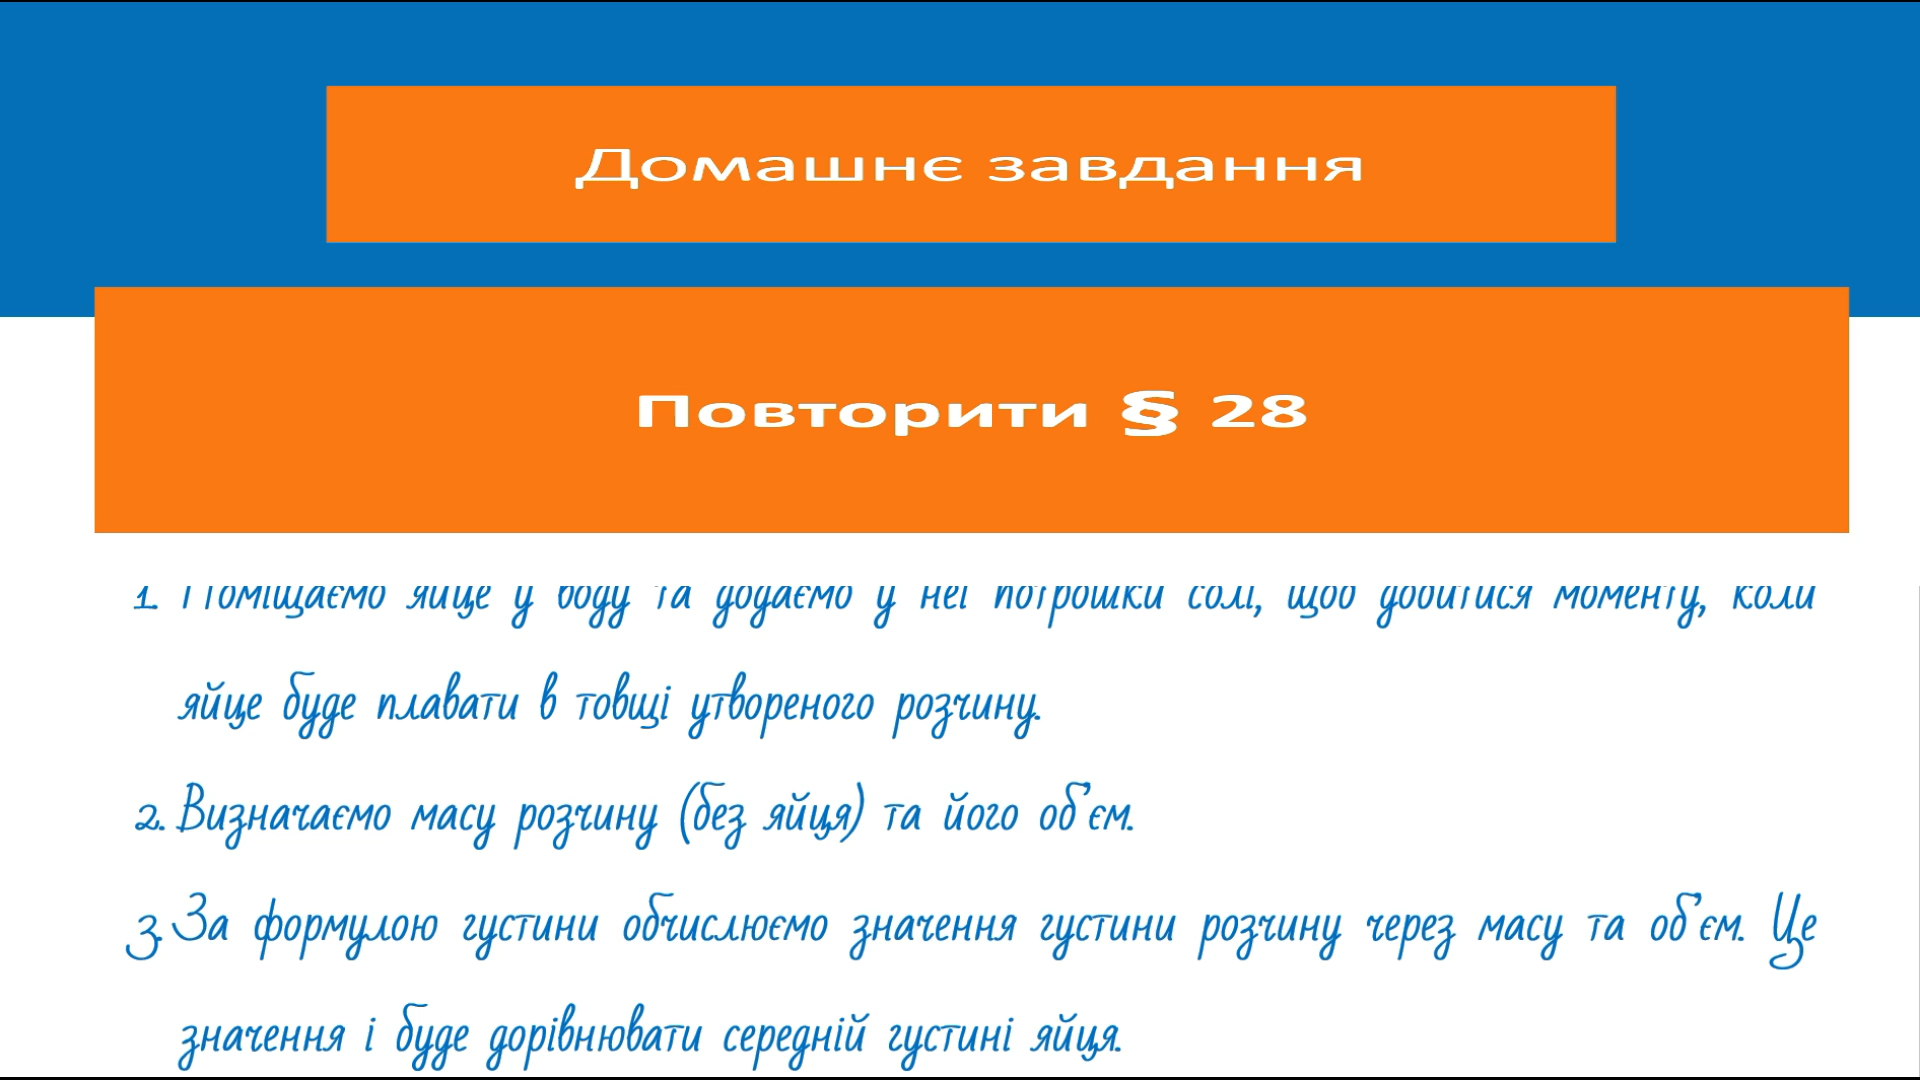 Домашнє завдання
Повторити § 28
1. Поміщаємо яйце у воду та додаємо у неї потрошки солі, щоб добитися моменту, коли
яйце буде плавати в товщі утвореного розчину.
2. Визначаємо масу розчину (без яйця) та його об'єм.
3. За формулою густини обчислюємо значення густини розчину через масу та об'єм. Це
значення і буде дорівнювати середній густині яйця.